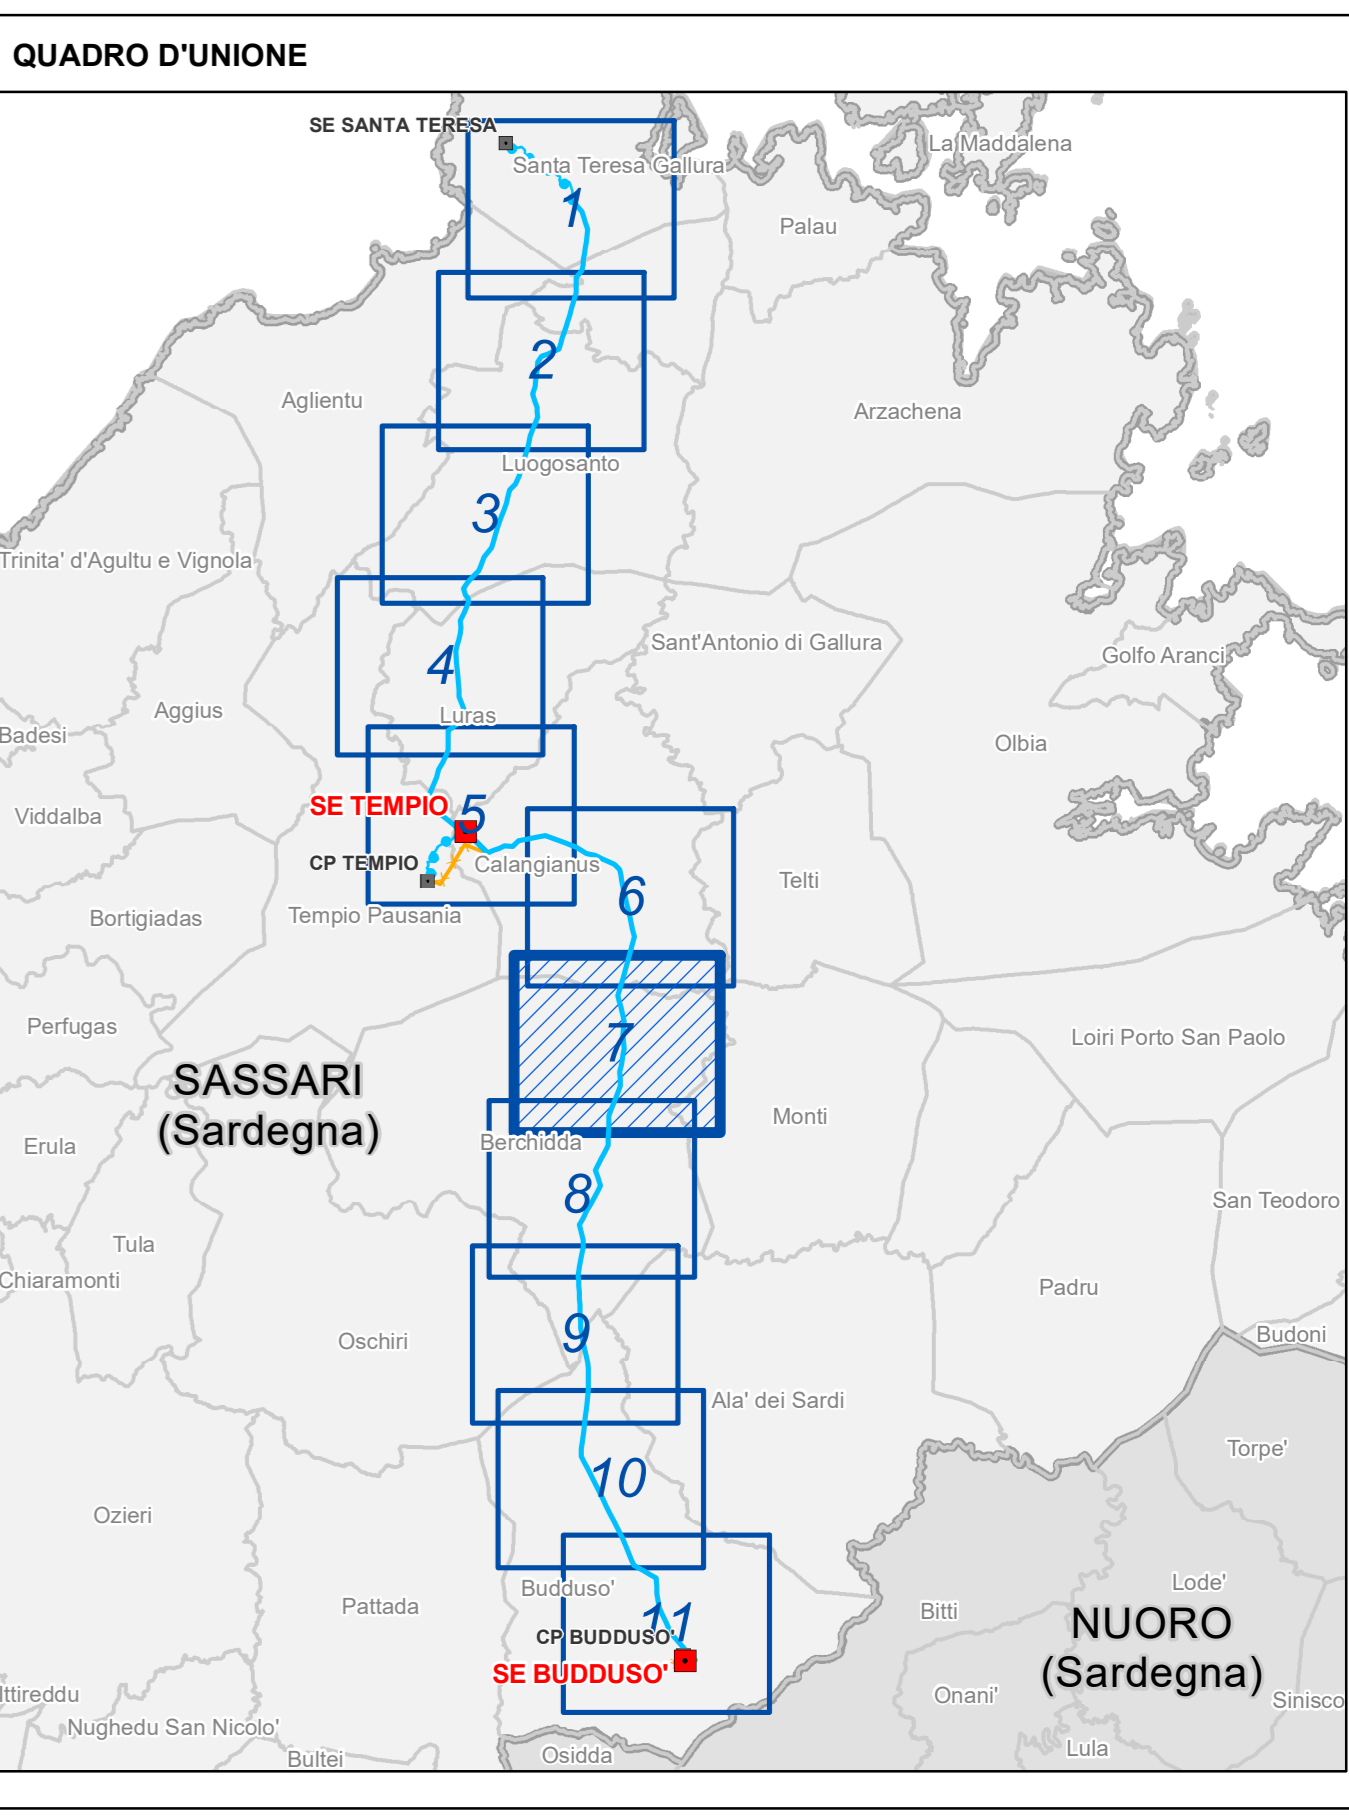 QUADRO D'UNIONE
SE SANTA TERESA
La Maddalena
Santa Teresa Gallura
1
Palau
2
Aglientu
Arzachena
Luogosanto
3
Trinita' d'Agultu e Vignola
Sant'Antonio di Gallura
Golfo Aranci
4
Aggius
Luras
Badesi
Olbia
SE TEMPIO
5
Viddalba
CP TEMPIO
Calangianus
Telti
6
Bortigiadas
Tempio Pausania
Perfugas
Loiri Porto San Paolo
7
SASSARI
(Sardegna)
Monti
Erula
Berchidda
8
San Teodoro
Tula
Chiaramonti
Padru
9
Budoni
Oschiri
Ala' dei Sardi
Torpe'
10
Ozieri
Lode'
Budduso'
Pattada
Bitti
11
NUORO
(Sardegna)
CP BUDDUSO'
SE BUDDUSO'
Ittireddu
Onani'
Sinisco
Nughedu San Nicolo'
Lula
Bultei
Osidda